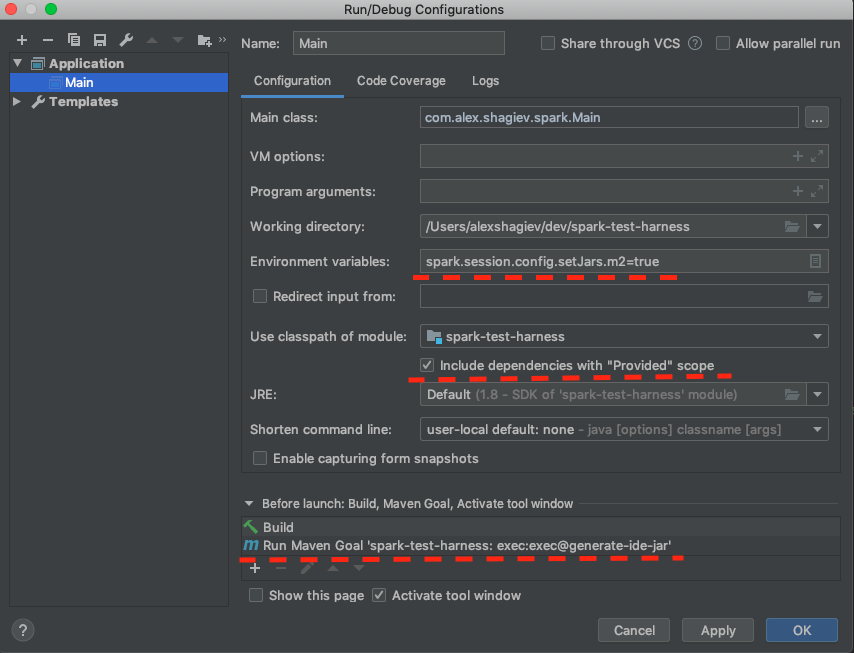 Run/Debug Configurations
Name: Main Share through VCS ? Allow parallel run
Application
Main
Templates
Configuration Code Coverage Logs
Main class: com.alex.shagiev.spark.Main ...
VM options:
Program arguments:
Working directory: /Users/alexshagiev/dev/spark-test-harness
Environment variables: spark.session.config.setJars.m2=true
Redirect input from:
Use classpath of module: spark-test-harness
Include dependencies with "Provided" scope
JRE: Default (1.8 - SDK of 'spark-test-harness' module)
Shorten command line: user-local default: none - java [options] classname [args]
Enable capturing form snapshots
Before launch: Build, Maven Goal, Activate tool window
Build
m Run Maven Goal 'spark-test-harness: exec:exec@generate-ide-jar'
Show this page Activate tool window
? Cancel Apply OK